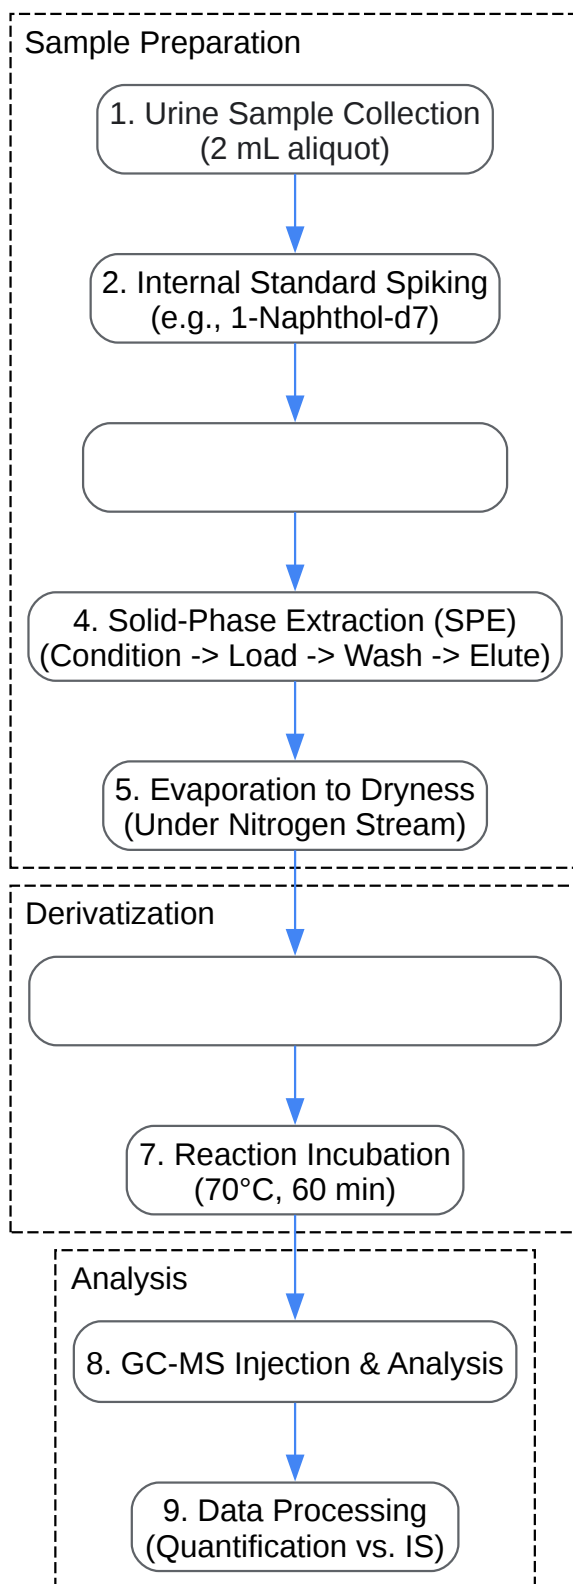 Sample Preparation
1. Urine Sample Collection
(2 mL aliquot)
2. Internal Standard Spiking
(e.g., 1-Naphthol-d7)
4. Solid-Phase Extraction (SPE)
(Condition -> Load -> Wash -> Elute)
5. Evaporation to Dryness
(Under Nitrogen Stream)
Derivatization
7. Reaction Incubation
(70°C, 60 min)
Analysis
8. GC-MS Injection & Analysis
9. Data Processing
(Quantification vs. IS)